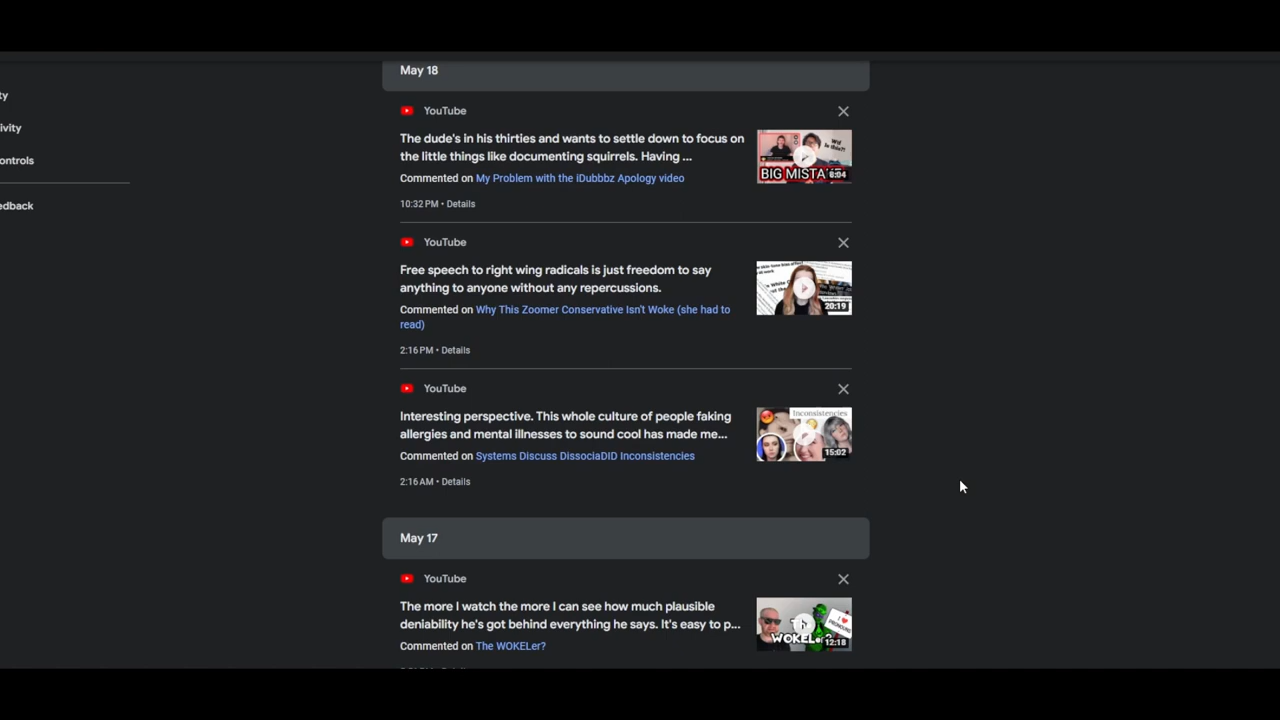 May 18
ty
YouTube
ivity
The dude's in his thirties and wants to settle down to focus on
the little things like documenting squirrels. Having ...
Wtf
is this?!
BIG MISTA
8:04
ontrols
Commented on My Problem with the iDubbbz Apology video
10:32 PM • Details
edback
YouTube
Free speech to right wing radicals is just freedom to say
anything to anyone without any repercussions.
20:19
Commented on Why This Zoomer Conservative Isn't Woke (she had to
read)
2:16 PM • Details
YouTube
Interesting perspective. This whole culture of people faking
allergies and mental illnesses to sound cool has made me...
Inconsistencies
15:02
Commented on Systems Discuss DissociaDID Inconsistencies
2:16 AM • Details
May 17
YouTube
The more I watch the more I can see how much plausible
deniability he's got behind everything he says. It's easy to p...
I
PRONOUNS
WOKELer?
12:18
Commented on The WOKELer?